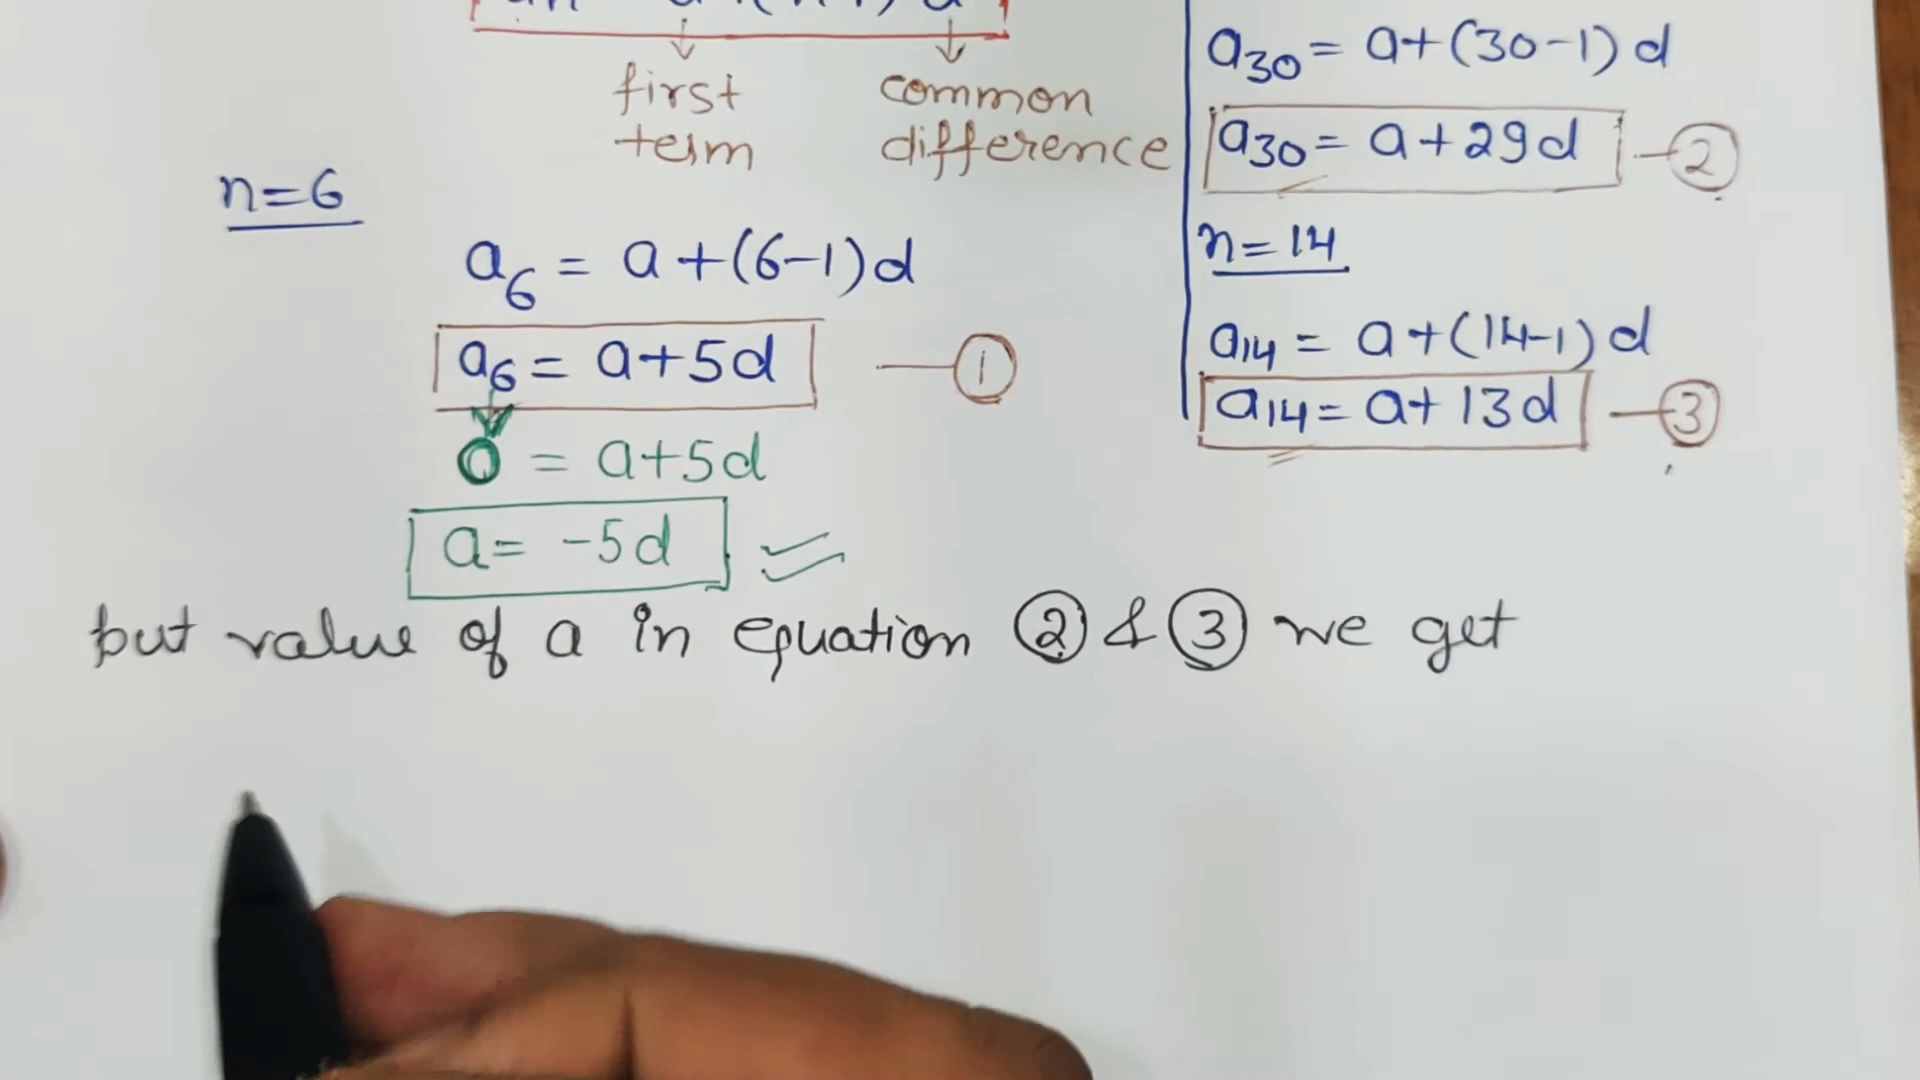 first
term
common
difference
n=6
a₆ = a+(6-1)d
a₆ = a+5d —①
0 = a+5d
a= -5d
a₃₀= a+(30-1)d
a₃₀= a+29d —②
n=14
a₁₄ = a+(14-1)d
a₁₄= a+13d —③
but value of a in equation ② & ③ we get